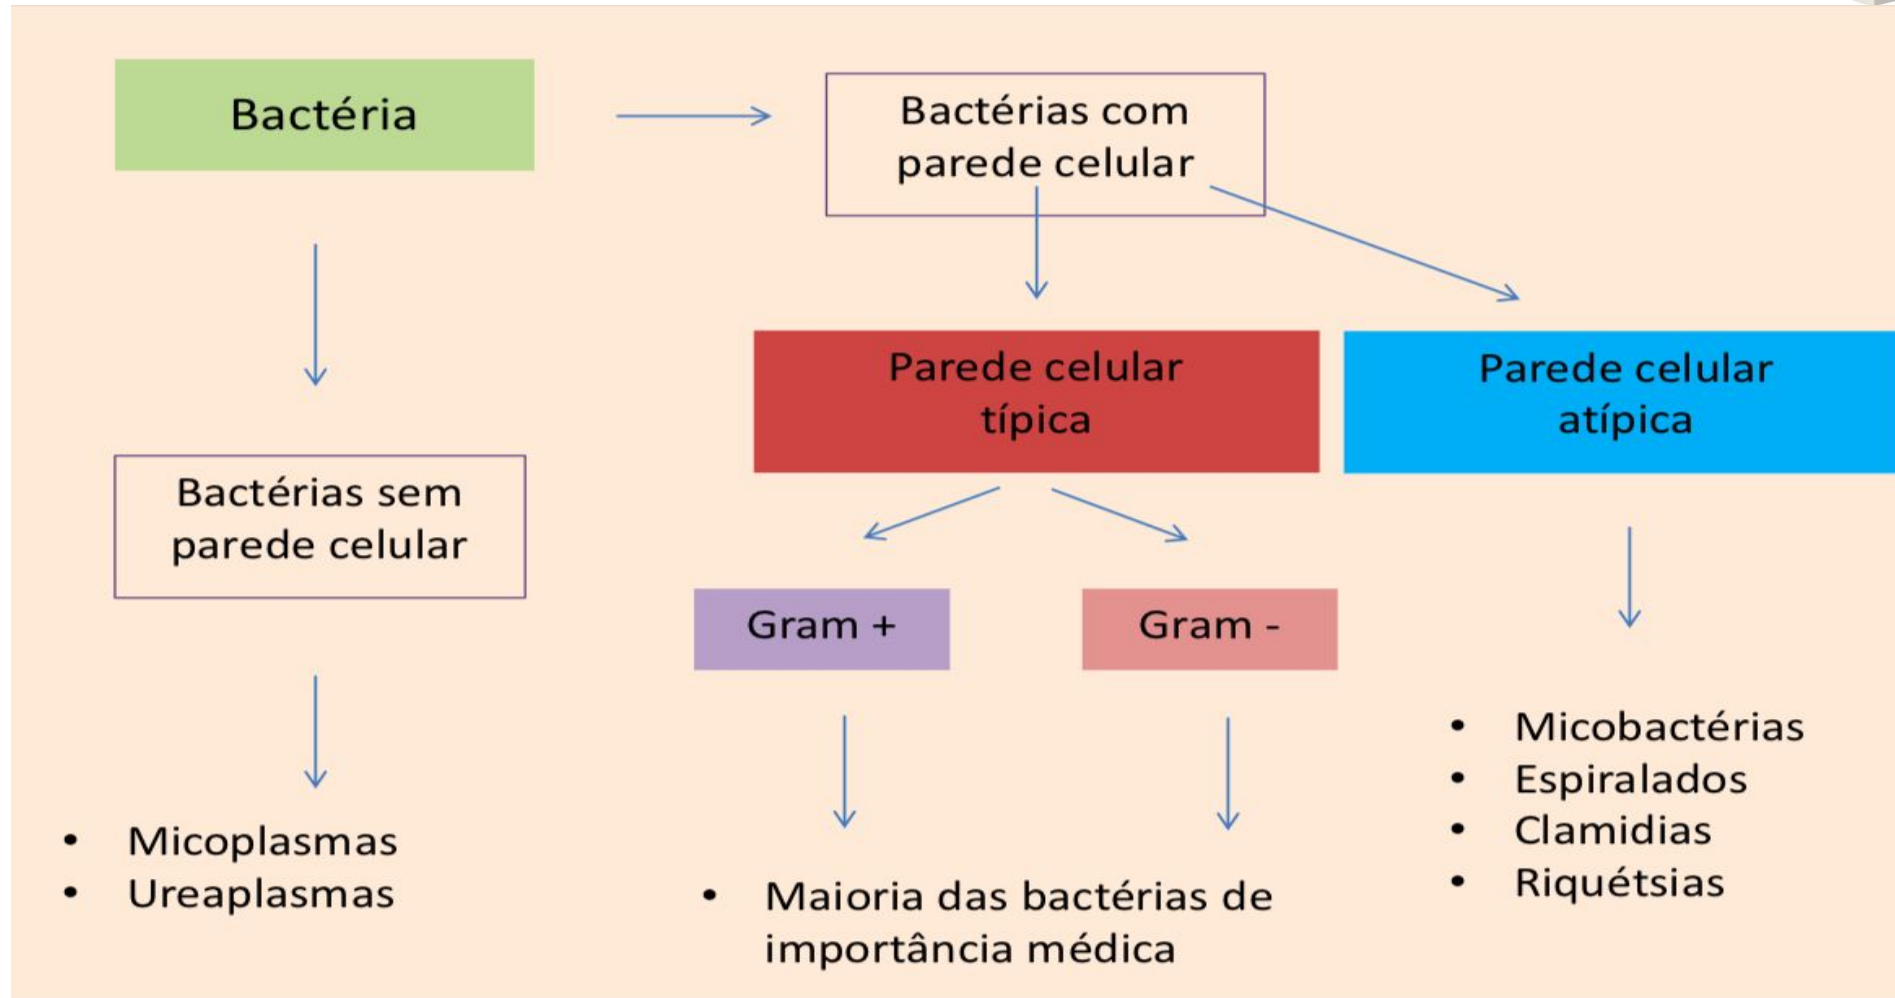 Bactéria
Bactérias com
parede celular
Bactérias sem
parede celular
Parede celular
típica
Parede celular
atípica
Gram +
Gram -
• Micoplasmas
• Ureaplasmas
• Maioria das bactérias de
importância médica
• Micobactérias
• Espiralados
• Clamidias
• Riquétsias